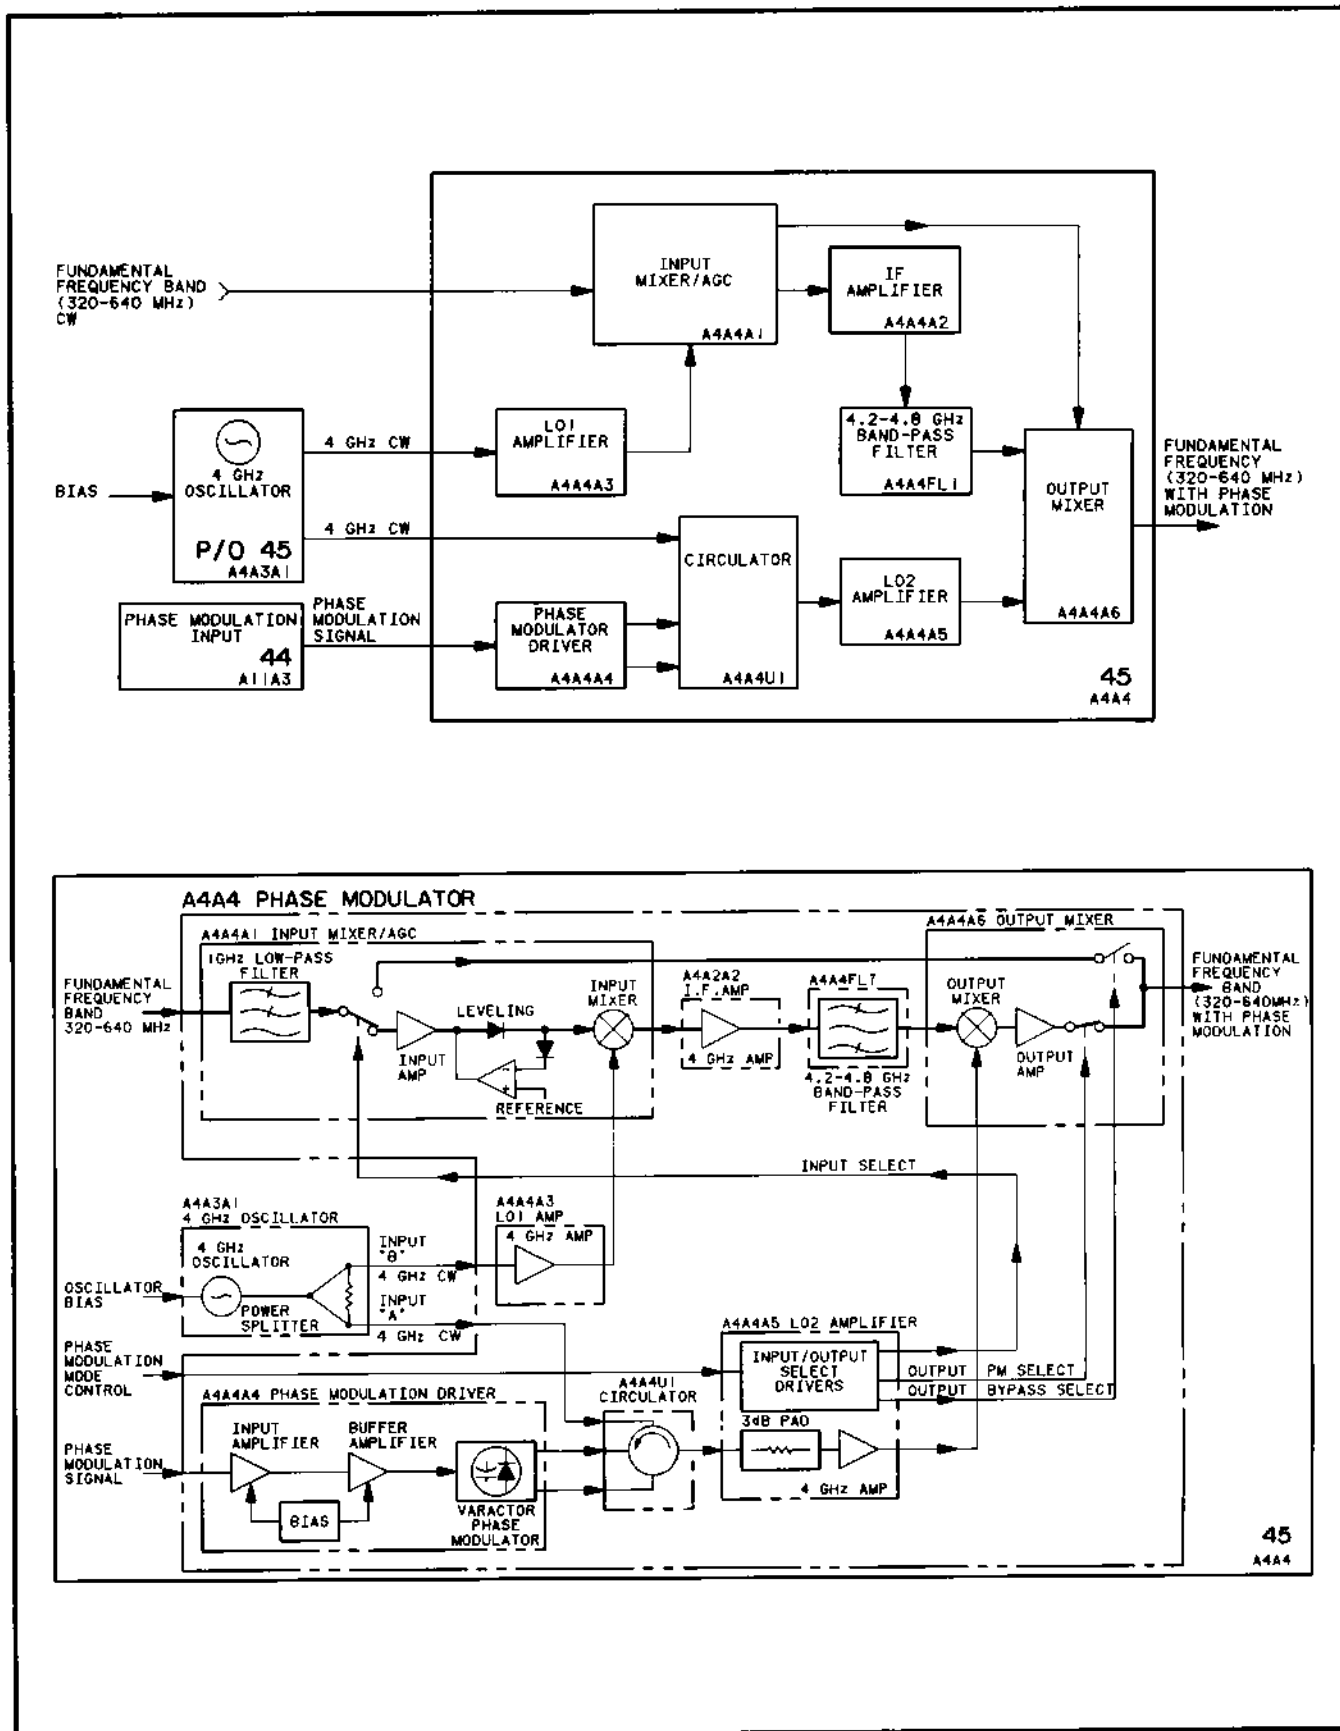 FUNDAMENTAL
FREQUENCY BAND
(320-640 MHz)
CW
INPUT
MIXER/AGC
A4A4A1
IF
AMPLIFIER
A4A4A2
LO1
AMPLIFIER
A4A4A3
4.2-4.8 GHz
BAND-PASS
FILTER
A4A4FL1
4 GHz
OSCILLATOR
P/O 45
A4A3A1
BIAS
4 GHz CW
4 GHz CW
OUTPUT
MIXER
A4A4A6
FUNDAMENTAL
FREQUENCY
(320-640 MHz)
WITH PHASE
MODULATION
CIRCULATOR
A4A4U1
LO2
AMPLIFIER
A4A4A5
PHASE MODULATION
INPUT
44
A11A3
PHASE
MODULATION
SIGNAL
PHASE
MODULATOR
DRIVER
A4A4A4
45
A4A4
A4A4 PHASE MODULATOR
A4A4A1 INPUT MIXER/AGC
1GHz LOW-PASS
FILTER
FUNDAMENTAL
FREQUENCY
BAND
320-640 MHz
INPUT
AMP
LEVELING
REFERENCE
INPUT
MIXER
A4A2A2
I.F.AMP
4 GHz AMP
A4A4FL7
4.2-4.8 GHz
BAND-PASS
FILTER
A4A4A6 OUTPUT MIXER
OUTPUT
MIXER
OUTPUT
AMP
FUNDAMENTAL
FREQUENCY
BAND
(320-640MHz)
WITH PHASE
MODULATION
INPUT SELECT
A4A3A1
4 GHz OSCILLATOR
4 GHz
OSCILLATOR
POWER
SPLITTER
OSCILLATOR
BIAS
INPUT
"B"
4 GHz CW
INPUT
"A"
4 GHz CW
A4A4A3
LO1 AMP
4 GHz AMP
PHASE
MODULATION
MODE
CONTROL
A4A4A5 LO2 AMPLIFIER
INPUT/OUTPUT
SELECT
DRIVERS
OUTPUT PM SELECT
OUTPUT BYPASS SELECT
3dB PAD
4 GHz AMP
A4A4U1
CIRCULATOR
A4A4A4 PHASE MODULATION DRIVER
INPUT
AMPLIFIER
BUFFER
AMPLIFIER
BIAS
VARACTOR
PHASE
MODULATOR
PHASE
MODULATION
SIGNAL
45
A4A4